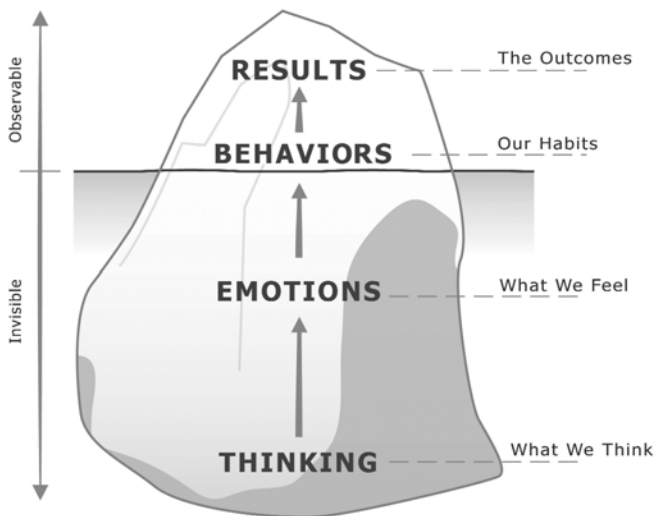 Observable
Invisible
RESULTS
The Outcomes
BEHAVIORS
Our Habits
EMOTIONS
What We Feel
THINKING
What We Think